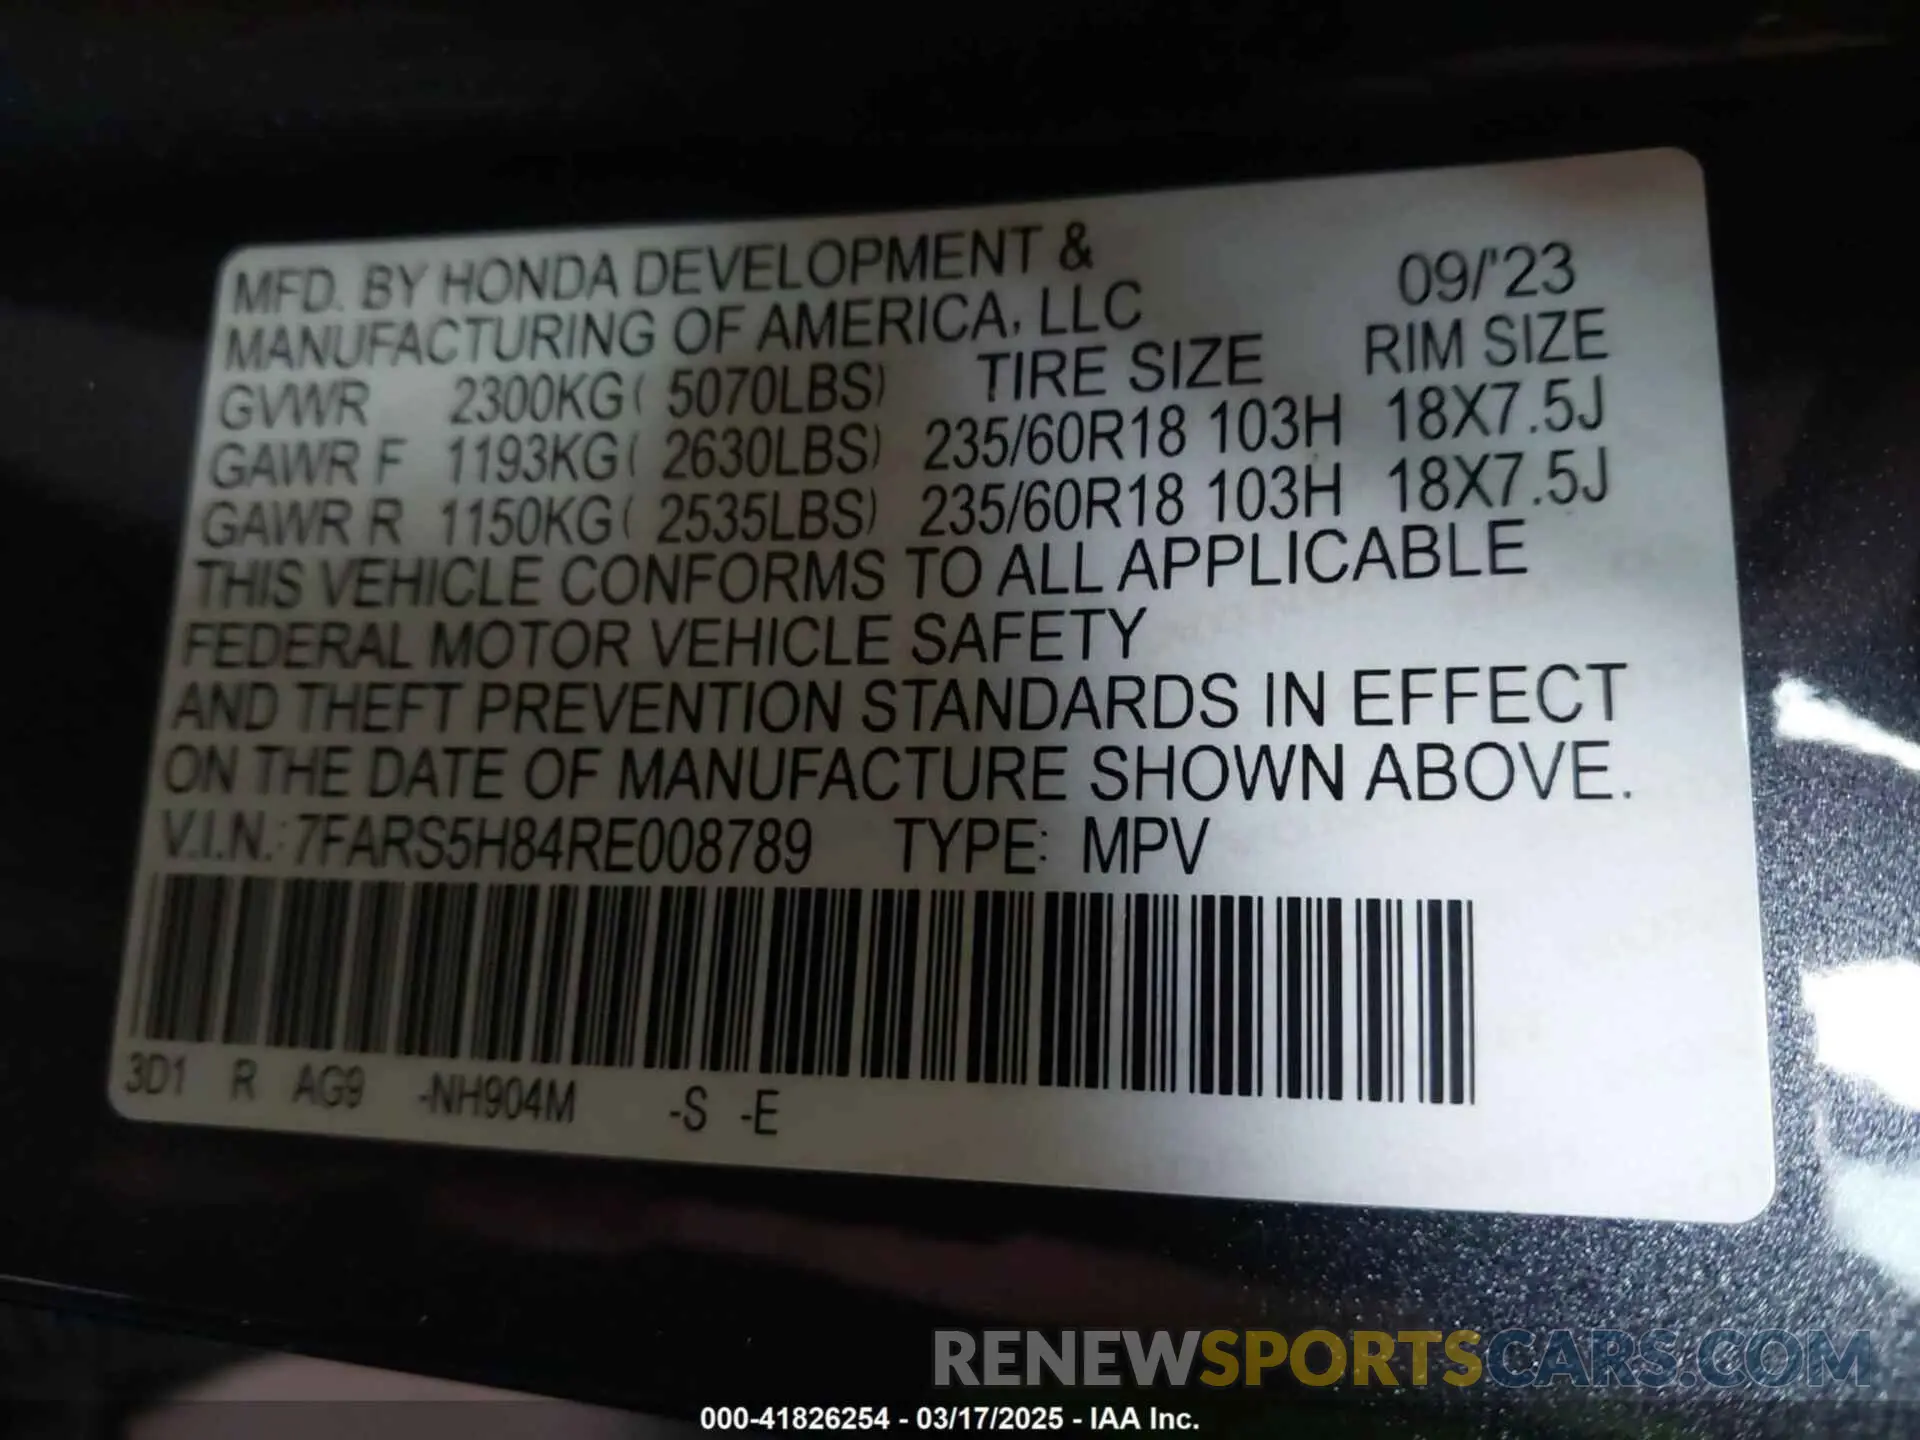 MFD. BY HONDA DEVELOPMENT &
MANUFACTURING OF AMERICA, LLC 09/'23
GVWR 2300KG( 5070LBS) TIRE SIZE RIM SIZE
GAWR F 1193KG( 2630LBS) 235/60R18 103H 18X7.5J
GAWR R 1150KG( 2535LBS) 235/60R18 103H 18X7.5J
THIS VEHICLE CONFORMS TO ALL APPLICABLE
FEDERAL MOTOR VEHICLE SAFETY
AND THEFT PREVENTION STANDARDS IN EFFECT
ON THE DATE OF MANUFACTURE SHOWN ABOVE.
V.I.N.: 7FARS5H84RE008789 TYPE: MPV
3D1 R AG9 -NH904M -S -E
RENEWSPORTSCARS.COM
000-41826254 - 03/17/2025 - IAA Inc.